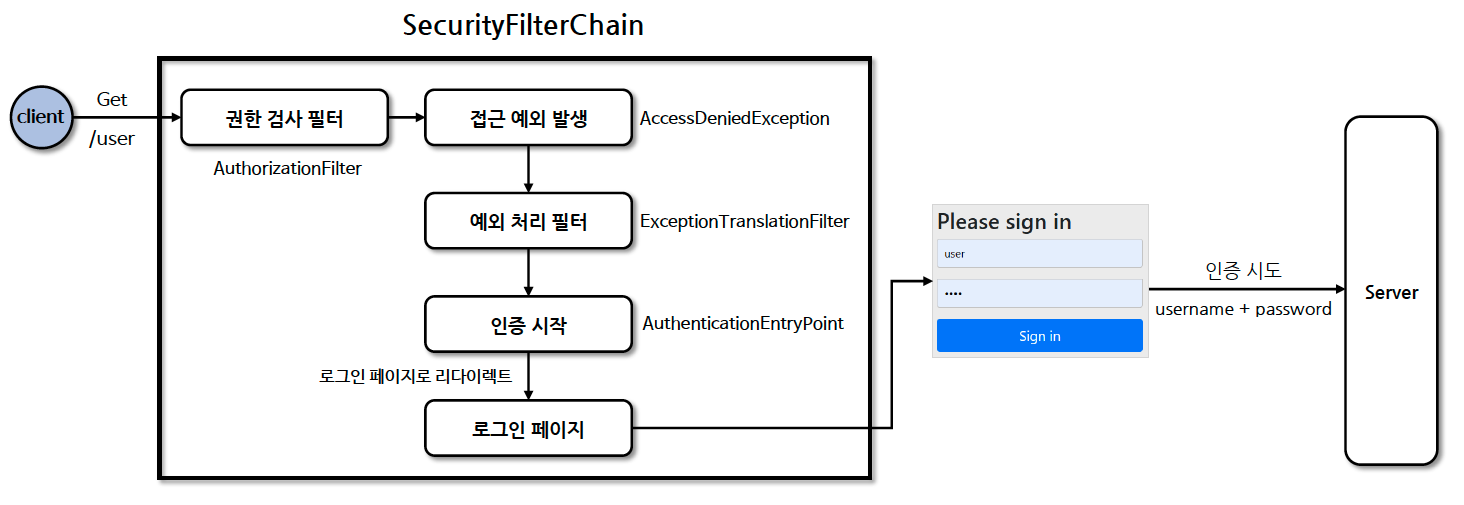 SecurityFilterChain
client
Get
/user
권한 검사 필터
AuthorizationFilter
접근 예외 발생
AccessDeniedException
예외 처리 필터
ExceptionTranslationFilter
인증 시작
AuthenticationEntryPoint
로그인 페이지로 리다이렉트
로그인 페이지
Please sign in
user
••••
Sign in
인증 시도
username + password
Server